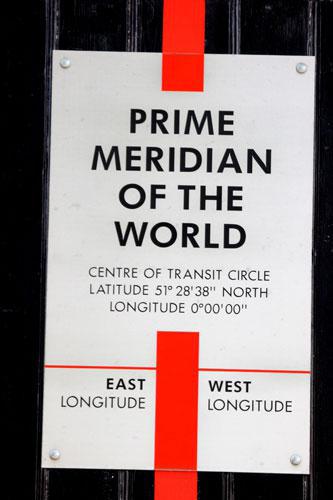 PRIME
MERIDIAN
OF THE
WORLD
CENTRE OF TRANSIT CIRCLE
LATITUDE 51° 28'38'' NORTH
LONGITUDE 0°00'00''
EAST WEST
LONGITUDE LONGITUDE